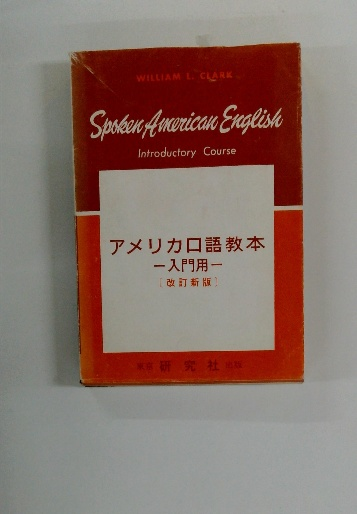 WILLIAM L. CLARK
Spoken American English
Introductory Course
アメリカ口語教本
ー入門用ー
[改訂新版]
東京 研究社 出版